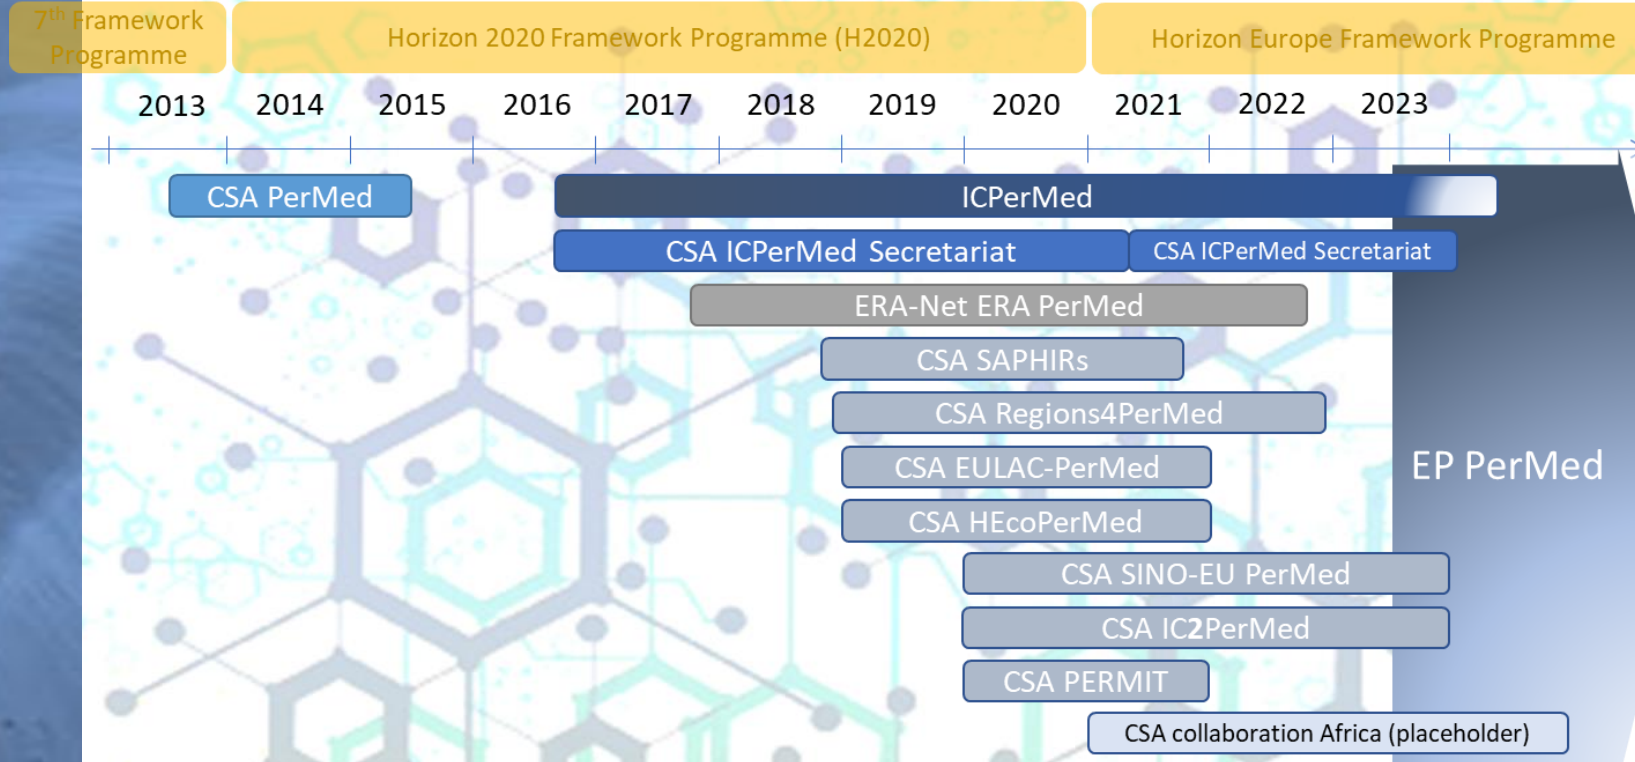 7th Framework
Programme
Horizon 2020 Framework Programme (H2020)
Horizon Europe Framework Programme
2013 2014 2015 2016 2017 2018 2019 2020 2021 2022 2023
CSA PerMed
ICPerMed
CSA ICPerMed Secretariat
CSA ICPerMed Secretariat
ERA-Net ERA PerMed
CSA SAPHIRs
CSA Regions4PerMed
CSA EULAC-PerMed
EP PerMed
CSA HEcoPerMed
CSA SINO-EU PerMed
CSA IC2PerMed
CSA PERMIT
CSA collaboration Africa (placeholder)